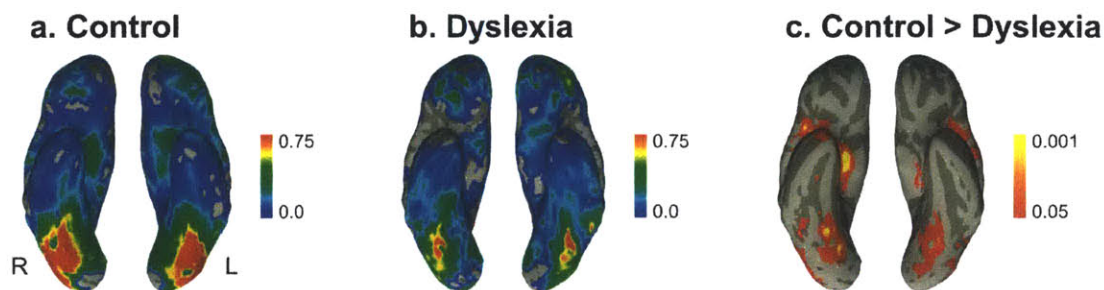 a. Control
b. Dyslexia
c. Control > Dyslexia
0.75
0.0
0.75
0.0
0.001
0.05
R
L